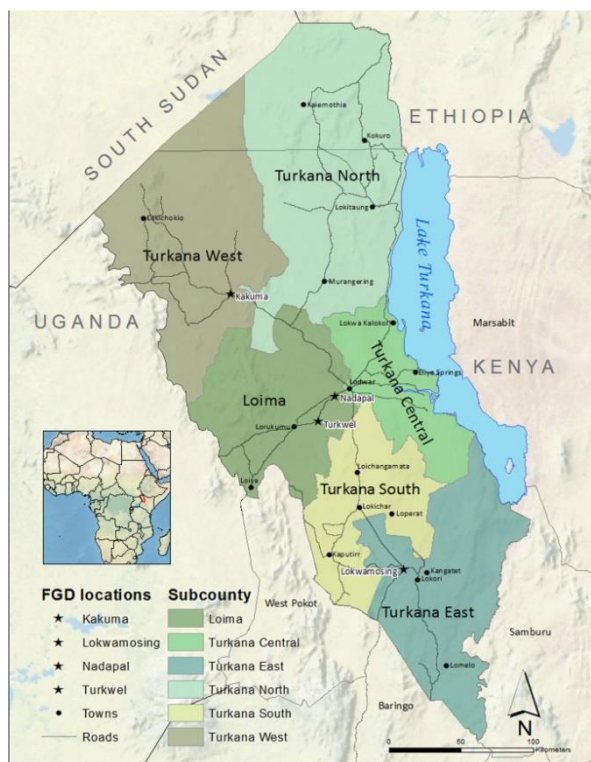 SOUTH SUDAN
ETHIOPIA
Kaiemothia
Kokuro
Turkana North
Lokitaung
Lokichokio
Turkana West
Lake Turkana
Murangering
Kakuma
UGANDA
Marsabit
Lokwa Kalokol
KENYA
Eliye Springs
Turkana Central
Lodwar
Loima
Nadapal
Turkwel
Lorukumu
Loichangamata
Loiya
Turkana South
Lokichar
Loperat
Kaputirr
Lokwamosing
Kangatet
Lokori
West Pokot
Turkana East
Samburu
Lomelo
Baringo
FGD locations
Kakuma
Lokwamosing
Nadapal
Turkwel
Towns
Roads
Subcounty
Loima
Turkana Central
Turkana East
Turkana North
Turkana South
Turkana West
N
0 50 100
Kilometers